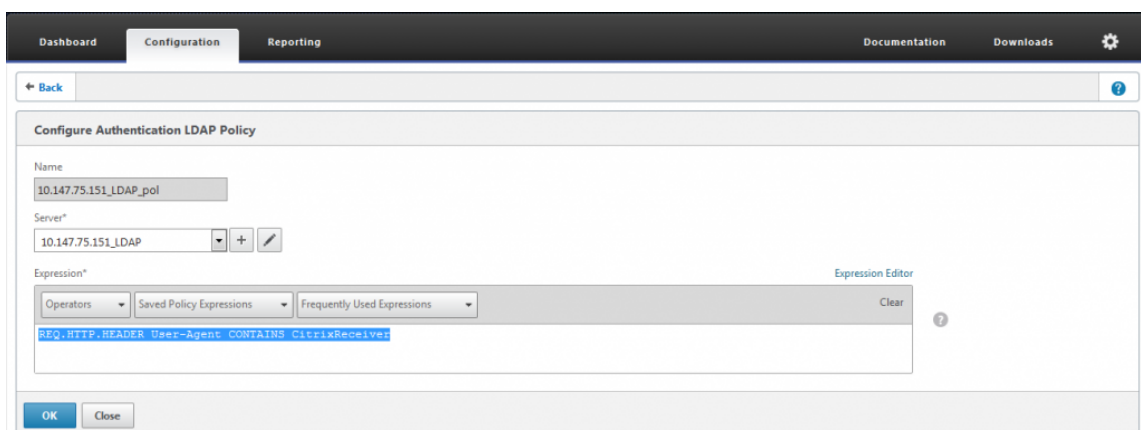 Dashboard Configuration Reporting Documentation Downloads
Back
?
Configure Authentication LDAP Policy
Name
10.147.75.151_LDAP_pol
Server*
10.147.75.151_LDAP
+
Expression* Expression Editor
Operators Saved Policy Expressions Frequently Used Expressions Clear
?
REQ.HTTP.HEADER User-Agent CONTAINS CitrixReceiver
OK Close